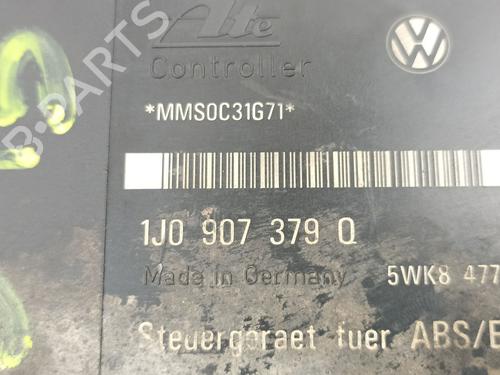 Ate
Controller
*MMS0C31G71*
1J0 907 379 Q
Made in Germany
5WK8 477
Steuergeraet fuer ABS/E
B-PARTS